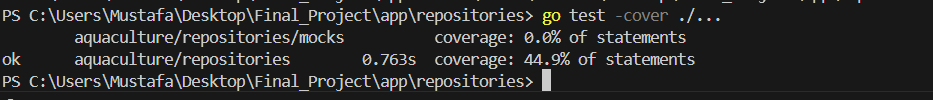 PS C:\Users\Mustafa\Desktop\Final_Project\app\repositories> go test -cover ./...
aquaculture/repositories/mocks coverage: 0.0% of statements
ok aquaculture/repositories 0.763s coverage: 44.9% of statements
PS C:\Users\Mustafa\Desktop\Final_Project\app\repositories>